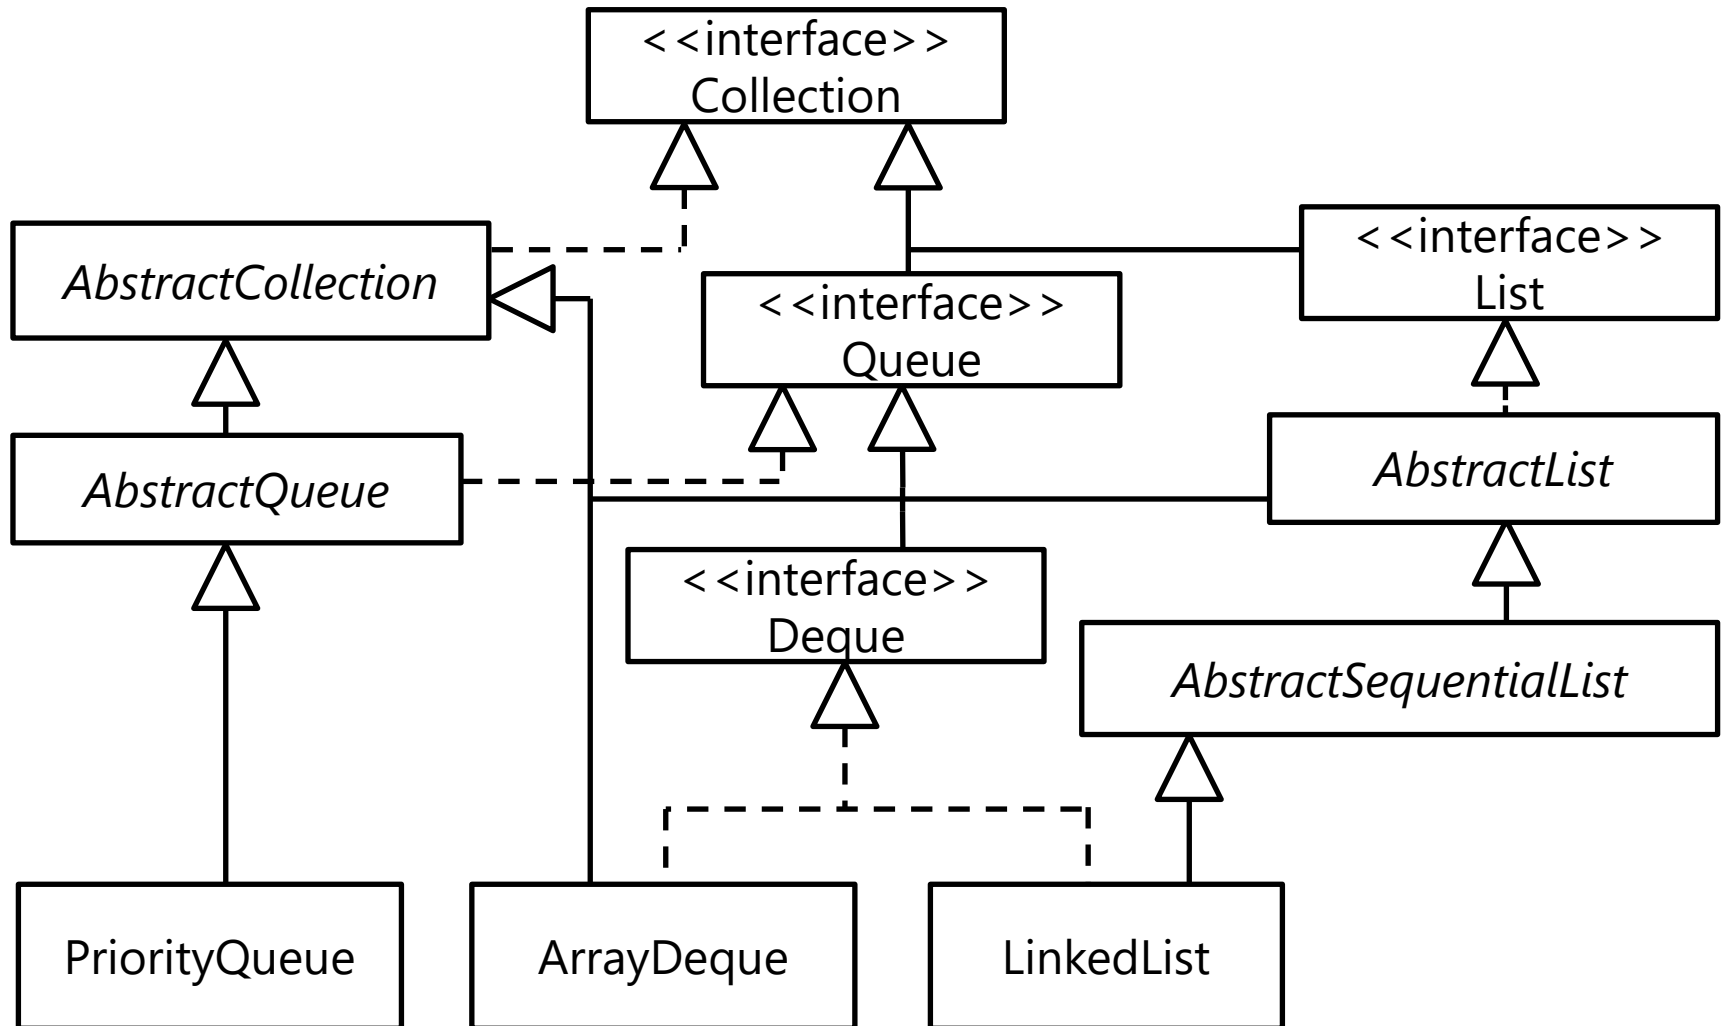 <<interface>>
Collection
<<interface>>
List
AbstractCollection
<<interface>>
Queue
AbstractList
AbstractQueue
<<interface>>
Deque
AbstractSequentialList
PriorityQueue
ArrayDeque
LinkedList